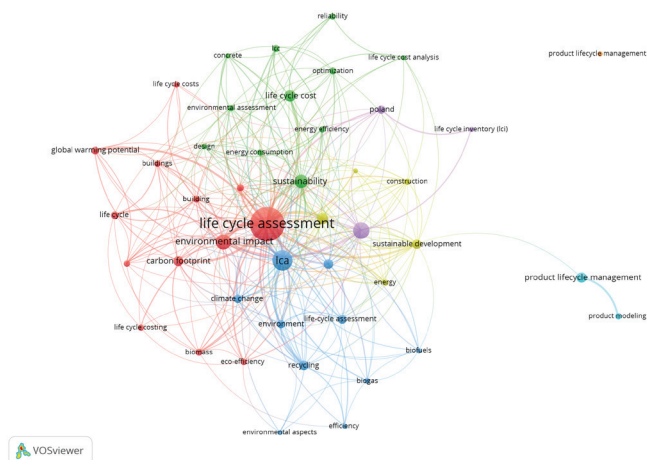 reliability
lcc
concrete
life cycle cost analysis
product lifecycle management
optimization
life cycle costs
life cycle cost
environmental assessment
poland
energy efficiency
life cycle inventory (lci)
design
global warming potential
energy consumption
buildings
sustainability
construction
building
life cycle
life cycle assessment
environmental impact
sustainable development
carbon footprint
lca
climate change
energy
product lifecycle management
life cycle costing
environment
life-cycle assessment
product modeling
biomass
eco-efficiency
recycling
biofuels
biogas
environmental aspects
efficiency
VOSviewer